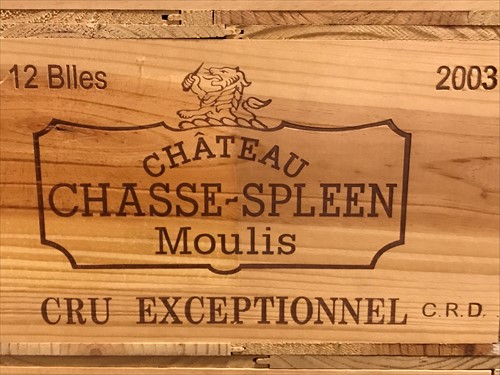 12 Blles 2003
CHÂTEAU
CHASSE-SPLEEN
Moulis
CRU EXCEPTIONNEL C.R.D.